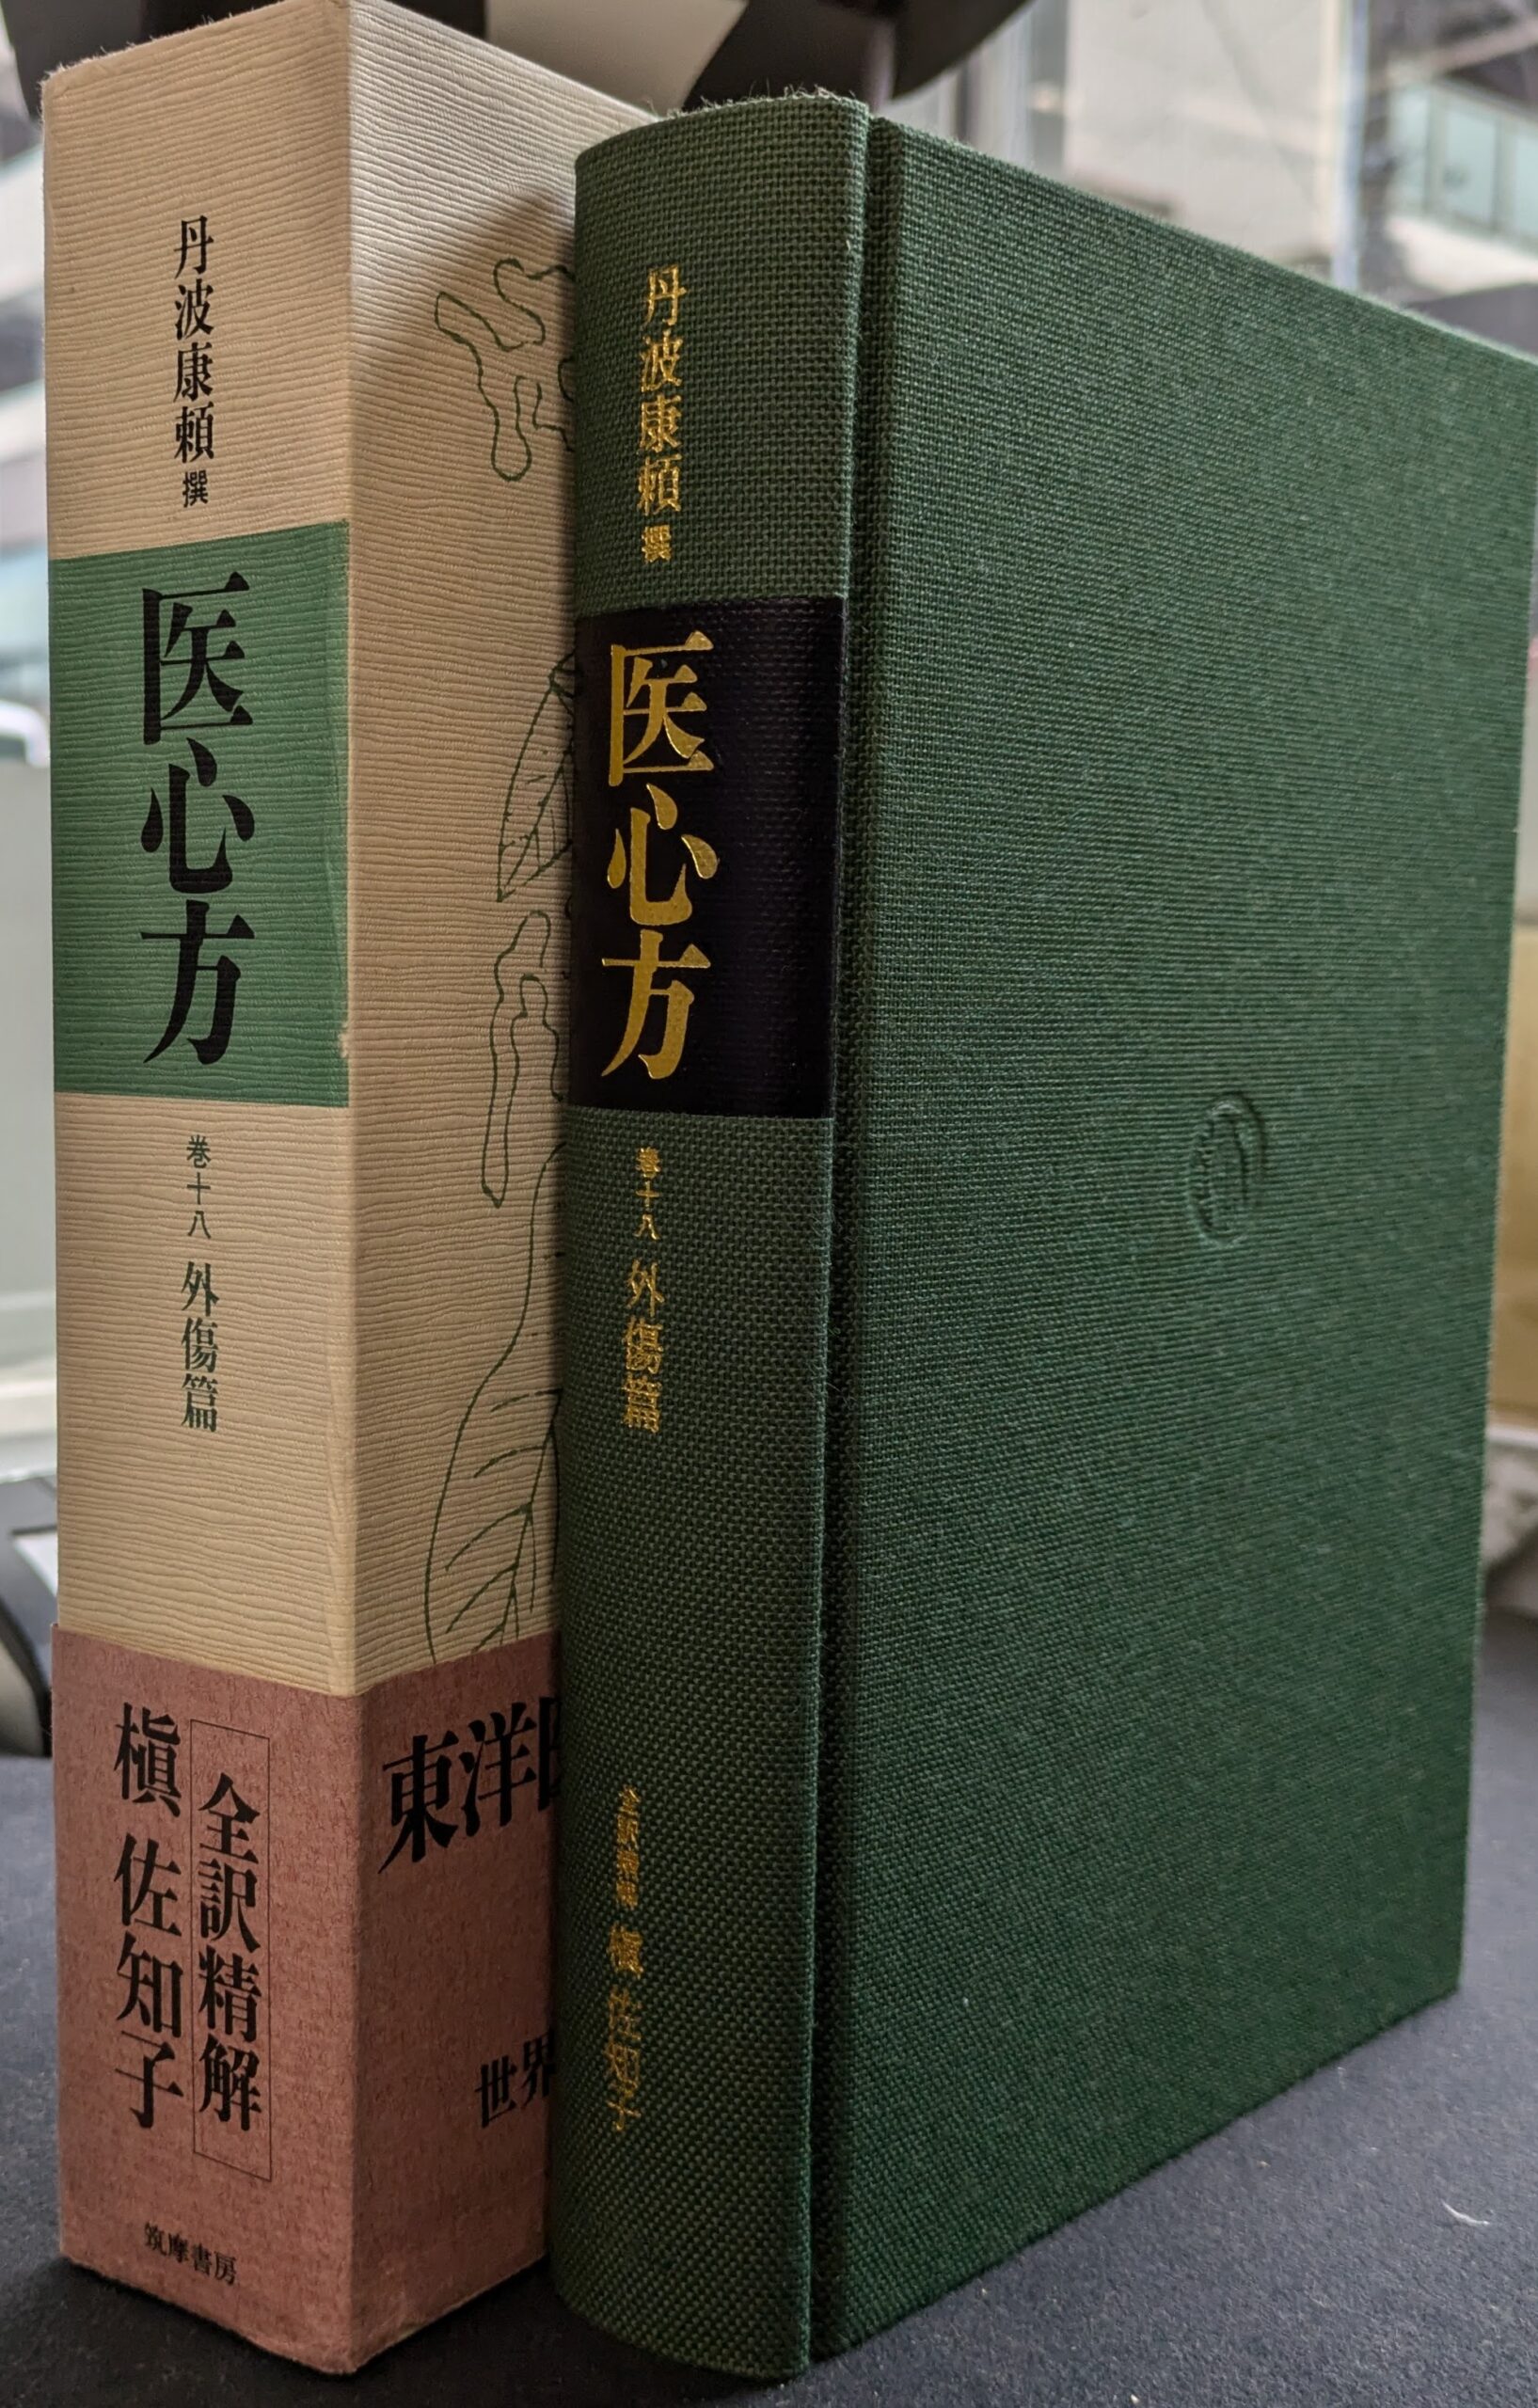 丹波康頼 撰
医心方
巻十八 外傷篇
全訳精解
槇 佐知子
筑摩書房
東洋
世界
丹波康頼 撰
医心方
巻十八 外傷篇
全訳精解 槇 佐知子